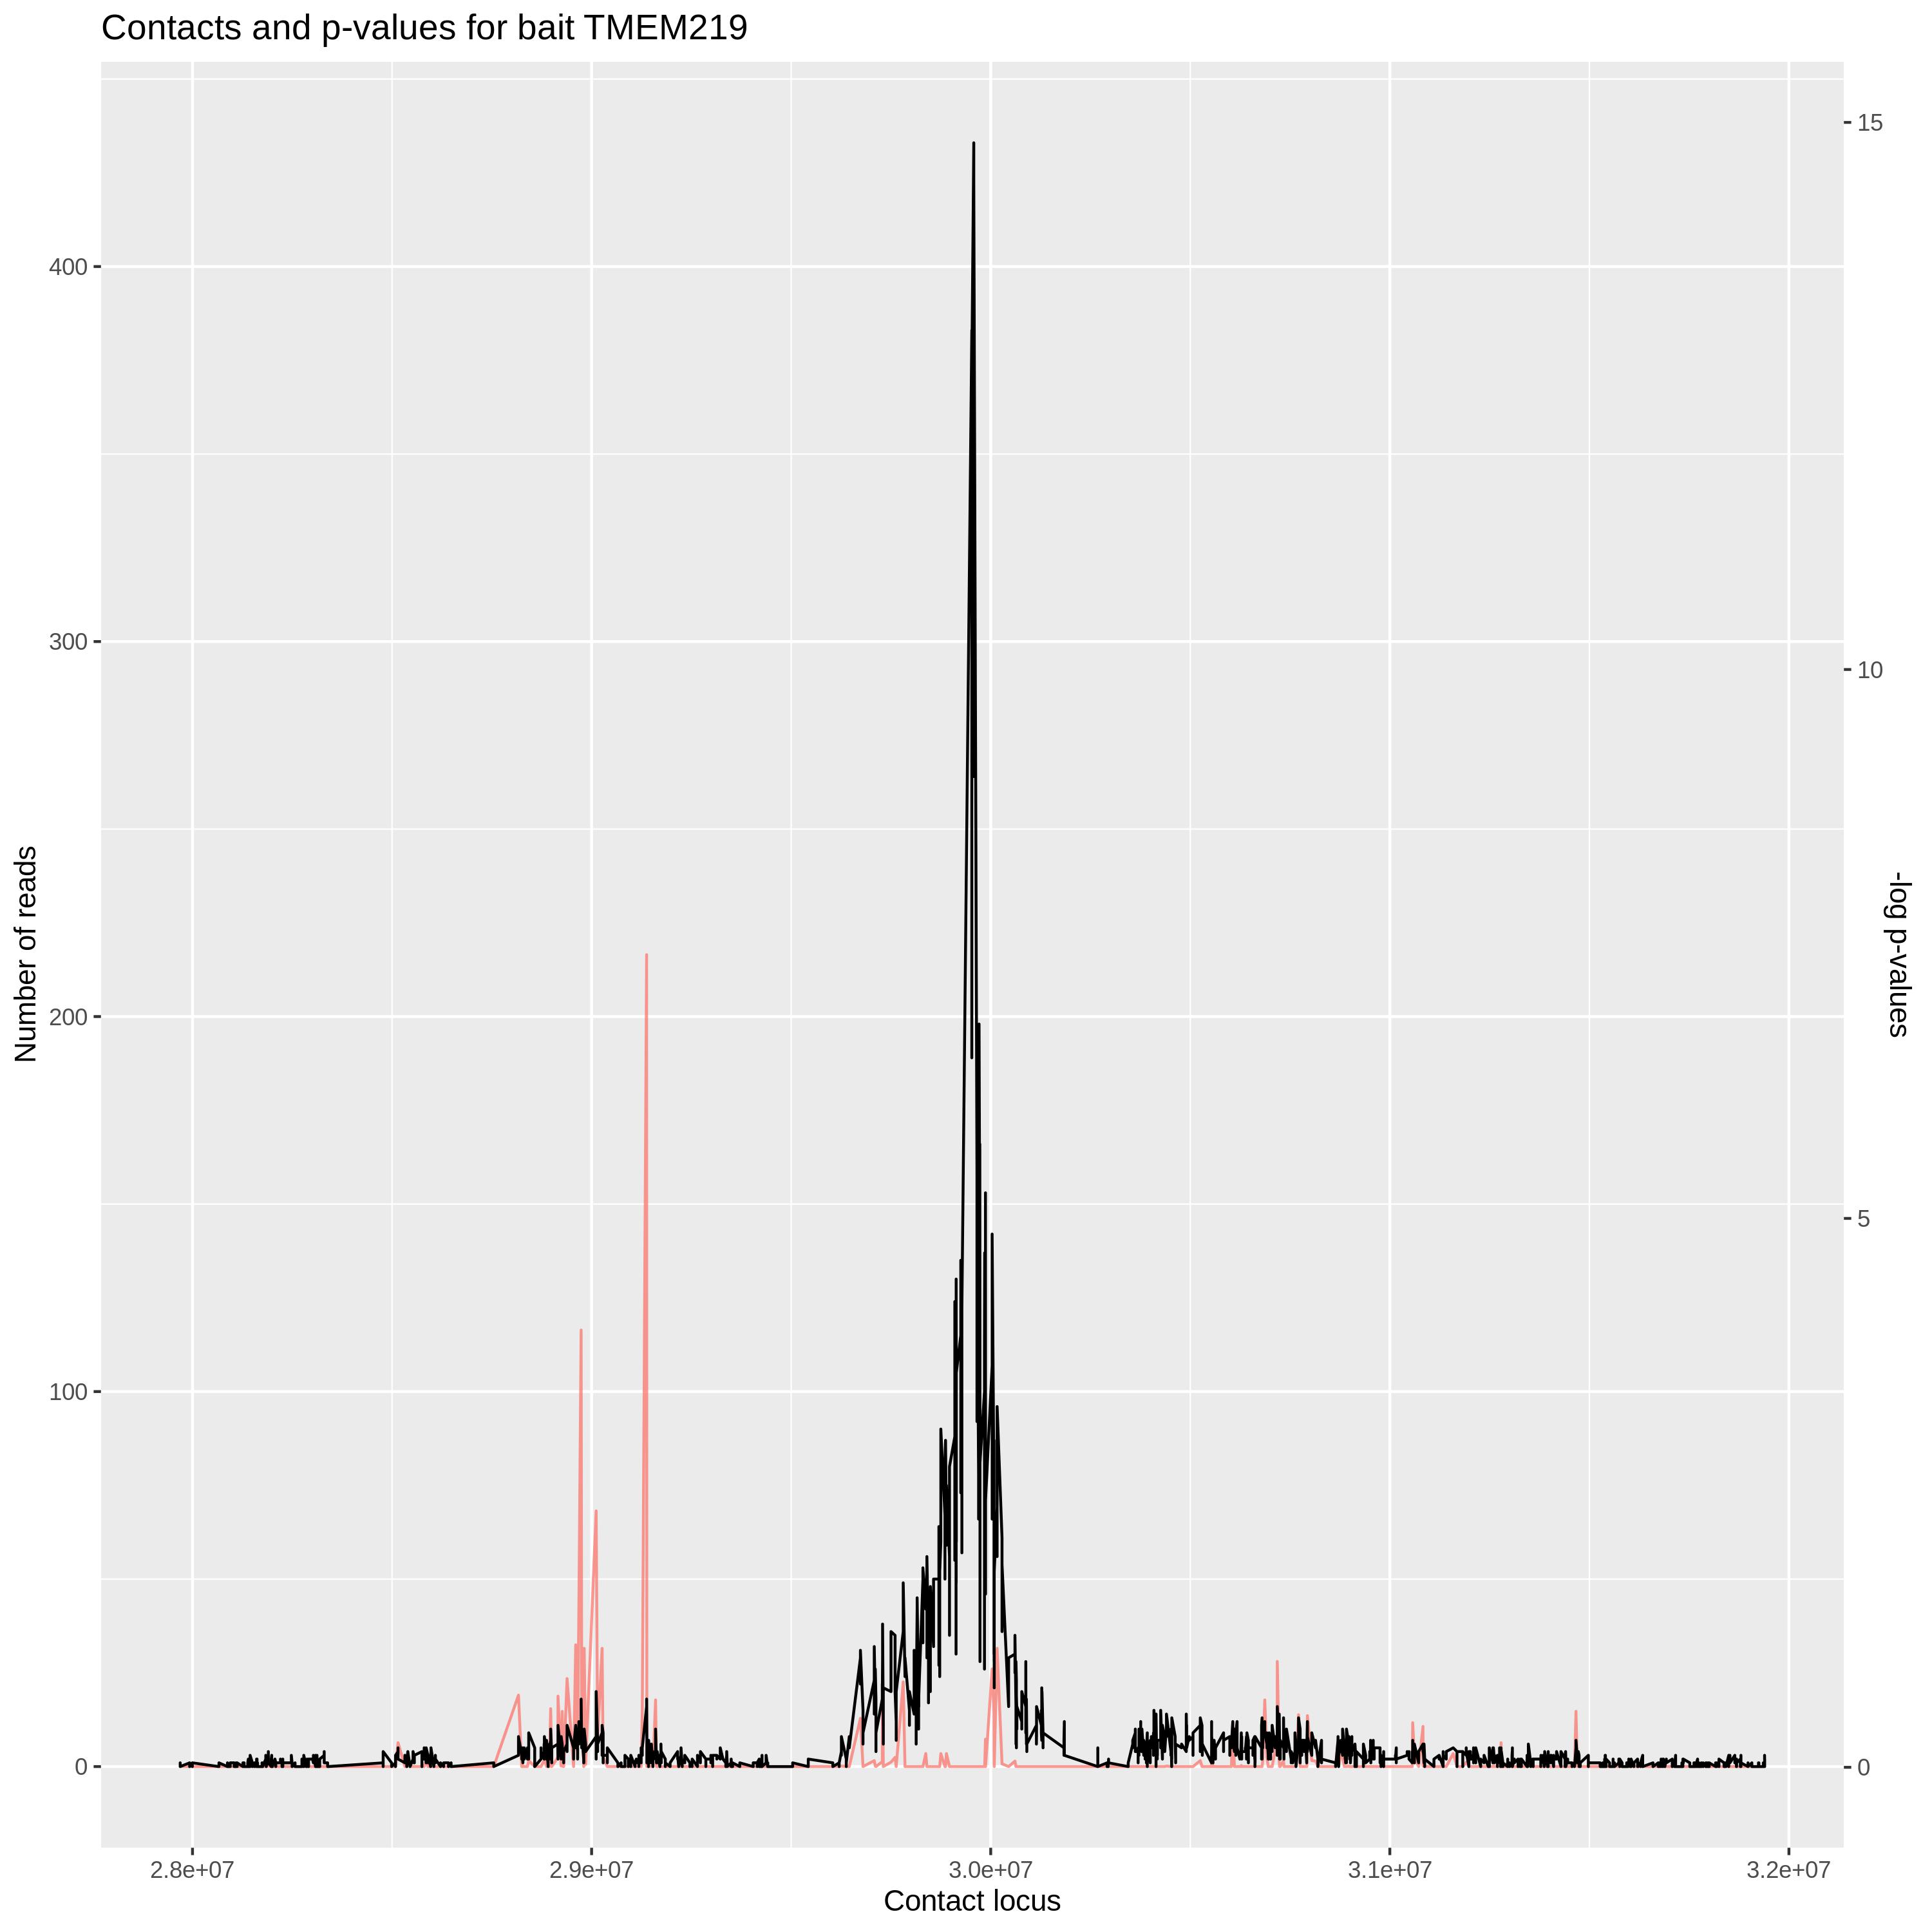 Contacts and p-values for bait TMEM219
Number of reads
400
300
200
100
0
15
10
5
0
-log p-values
2.8e+07
2.9e+07
3.0e+07
3.1e+07
3.2e+07
Contact locus